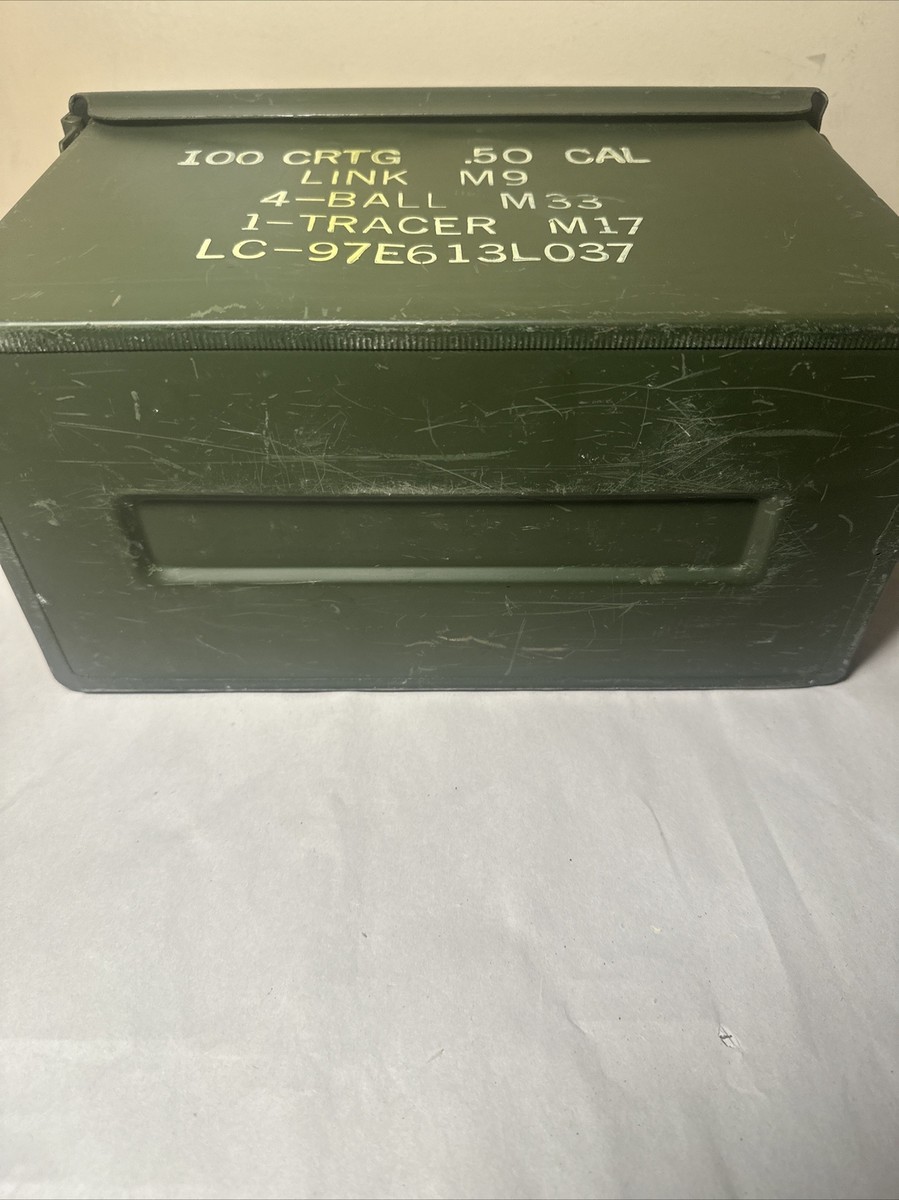 100 CRTG .50 CAL
LINK M9
4-BALL M33
1-TRACER M17
LC-97E613L037